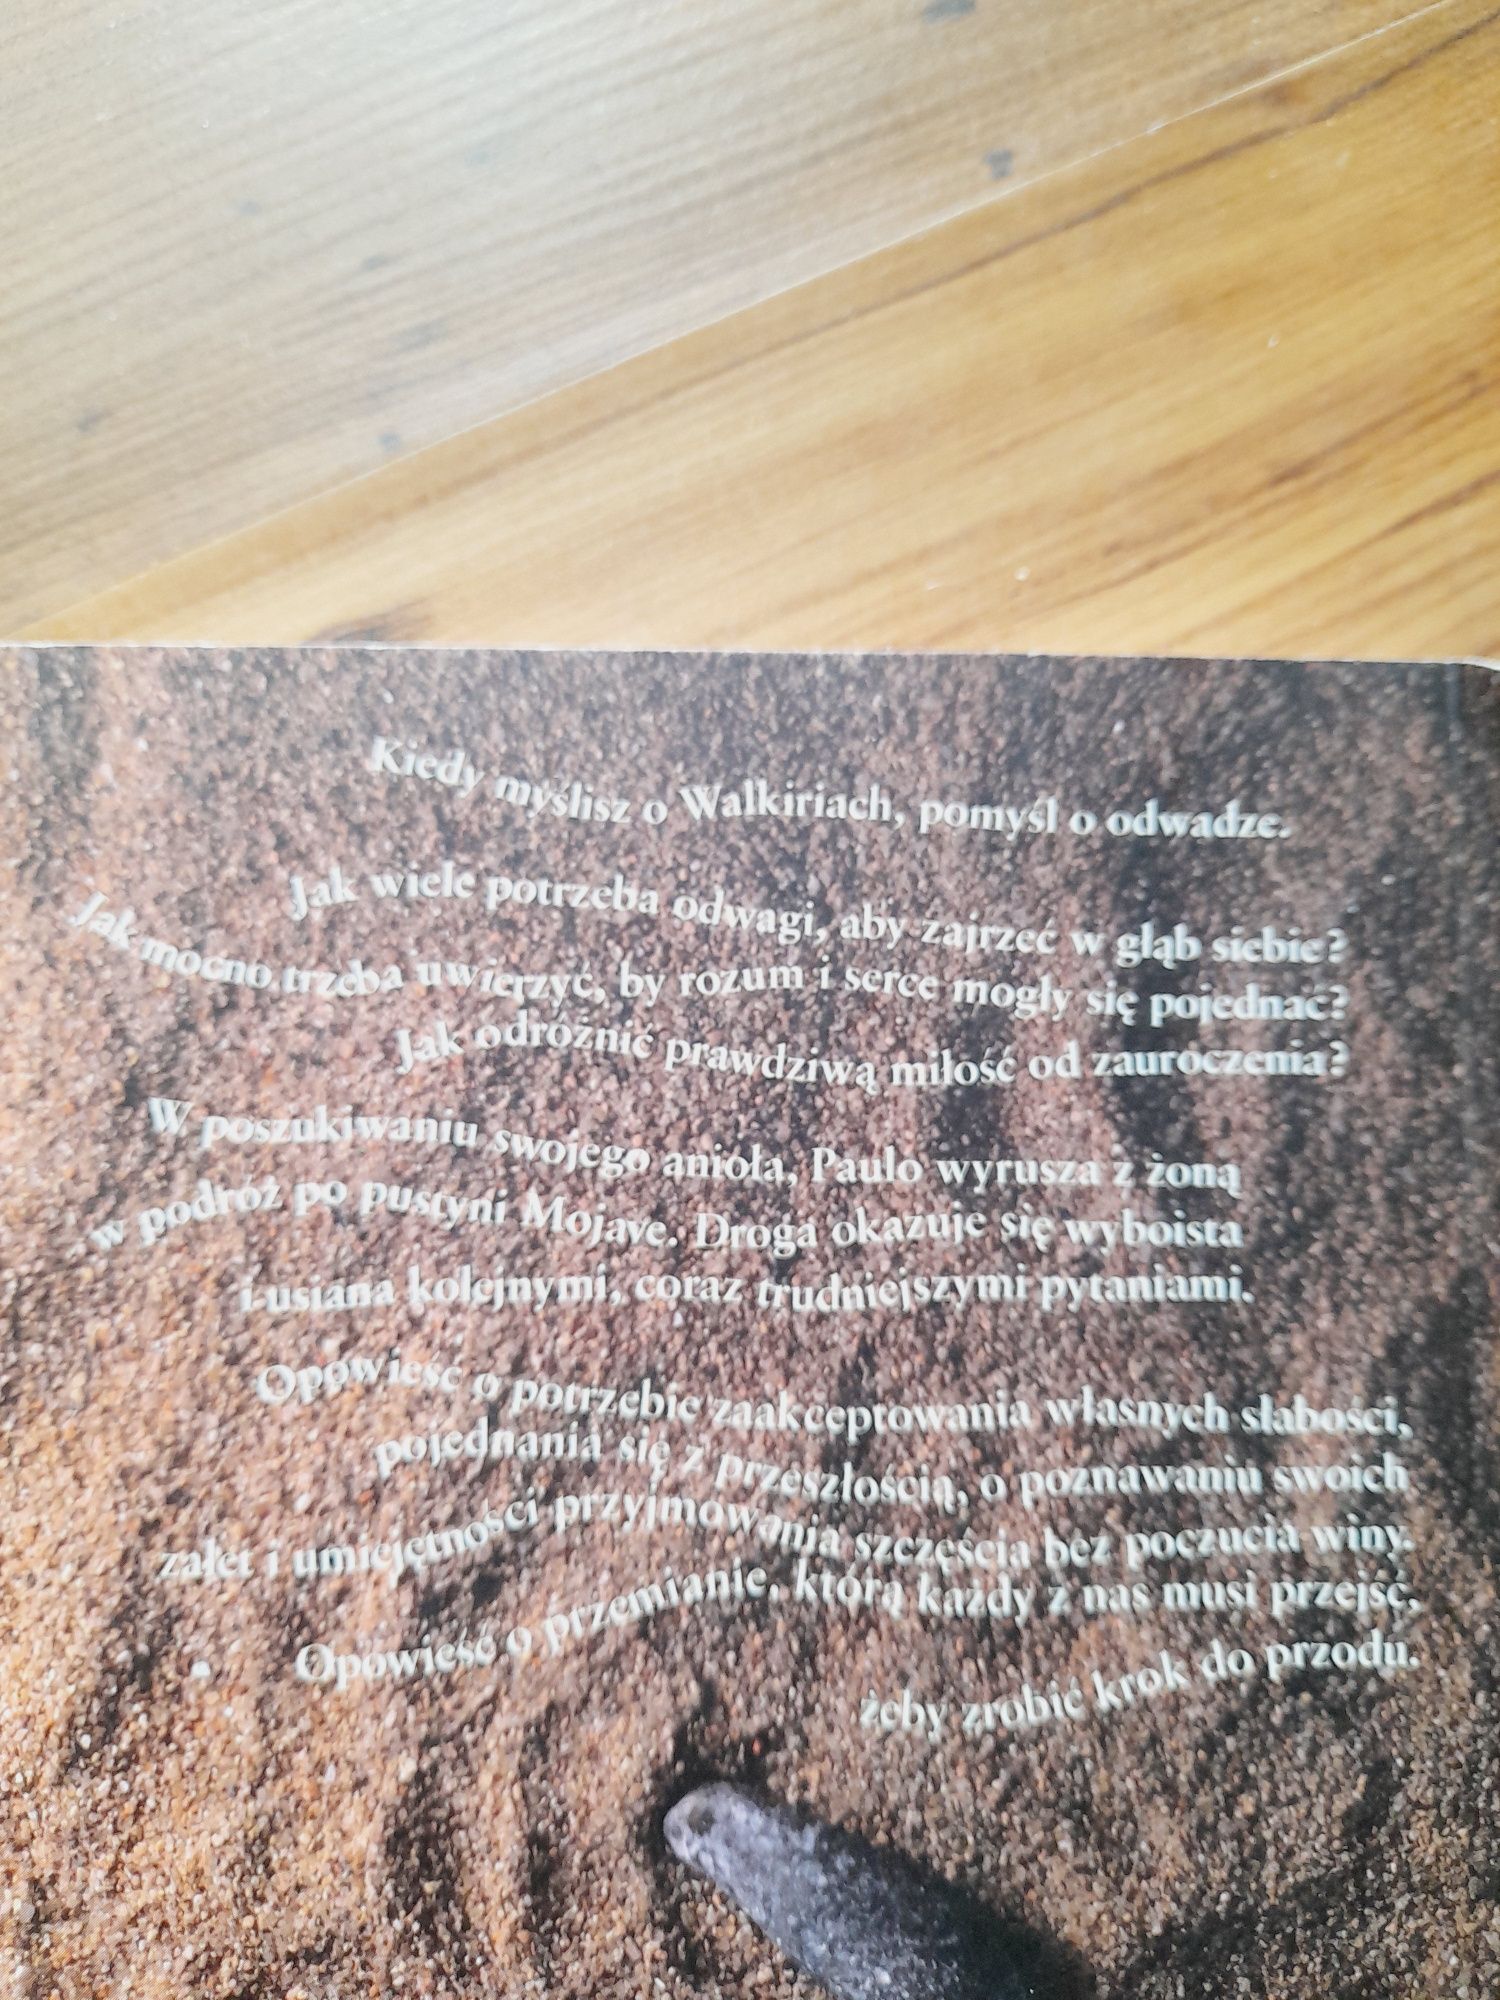 Kiedy myślisz o Walkiriach, pomyśl o odwadze.
Jak wiele potrzeba odwagi, aby zajrzeć w głąb siebie?
Jak mocno trzeba uwierzyć, by rozum i serce mogły się pojednać?
Jak odróżnić prawdziwą miłość od zauroczenia?
W poszukiwaniu swojego anioła, Paulo wyrusza z żoną
w podróż po pustyni Mojave. Droga okazuje się wyboista
i usiana kolejnymi, coraz trudniejszymi pytaniami.
Opowieść o potrzebie zaakceptowania własnych słabości,
pojednania się z przeszłością, o poznawaniu swoich
zalet i umiejętności przyjmowania szczęścia bez poczucia winy.
Opowieść o przemianie, którą każdy z nas musi przejść,
żeby zrobić krok do przodu.